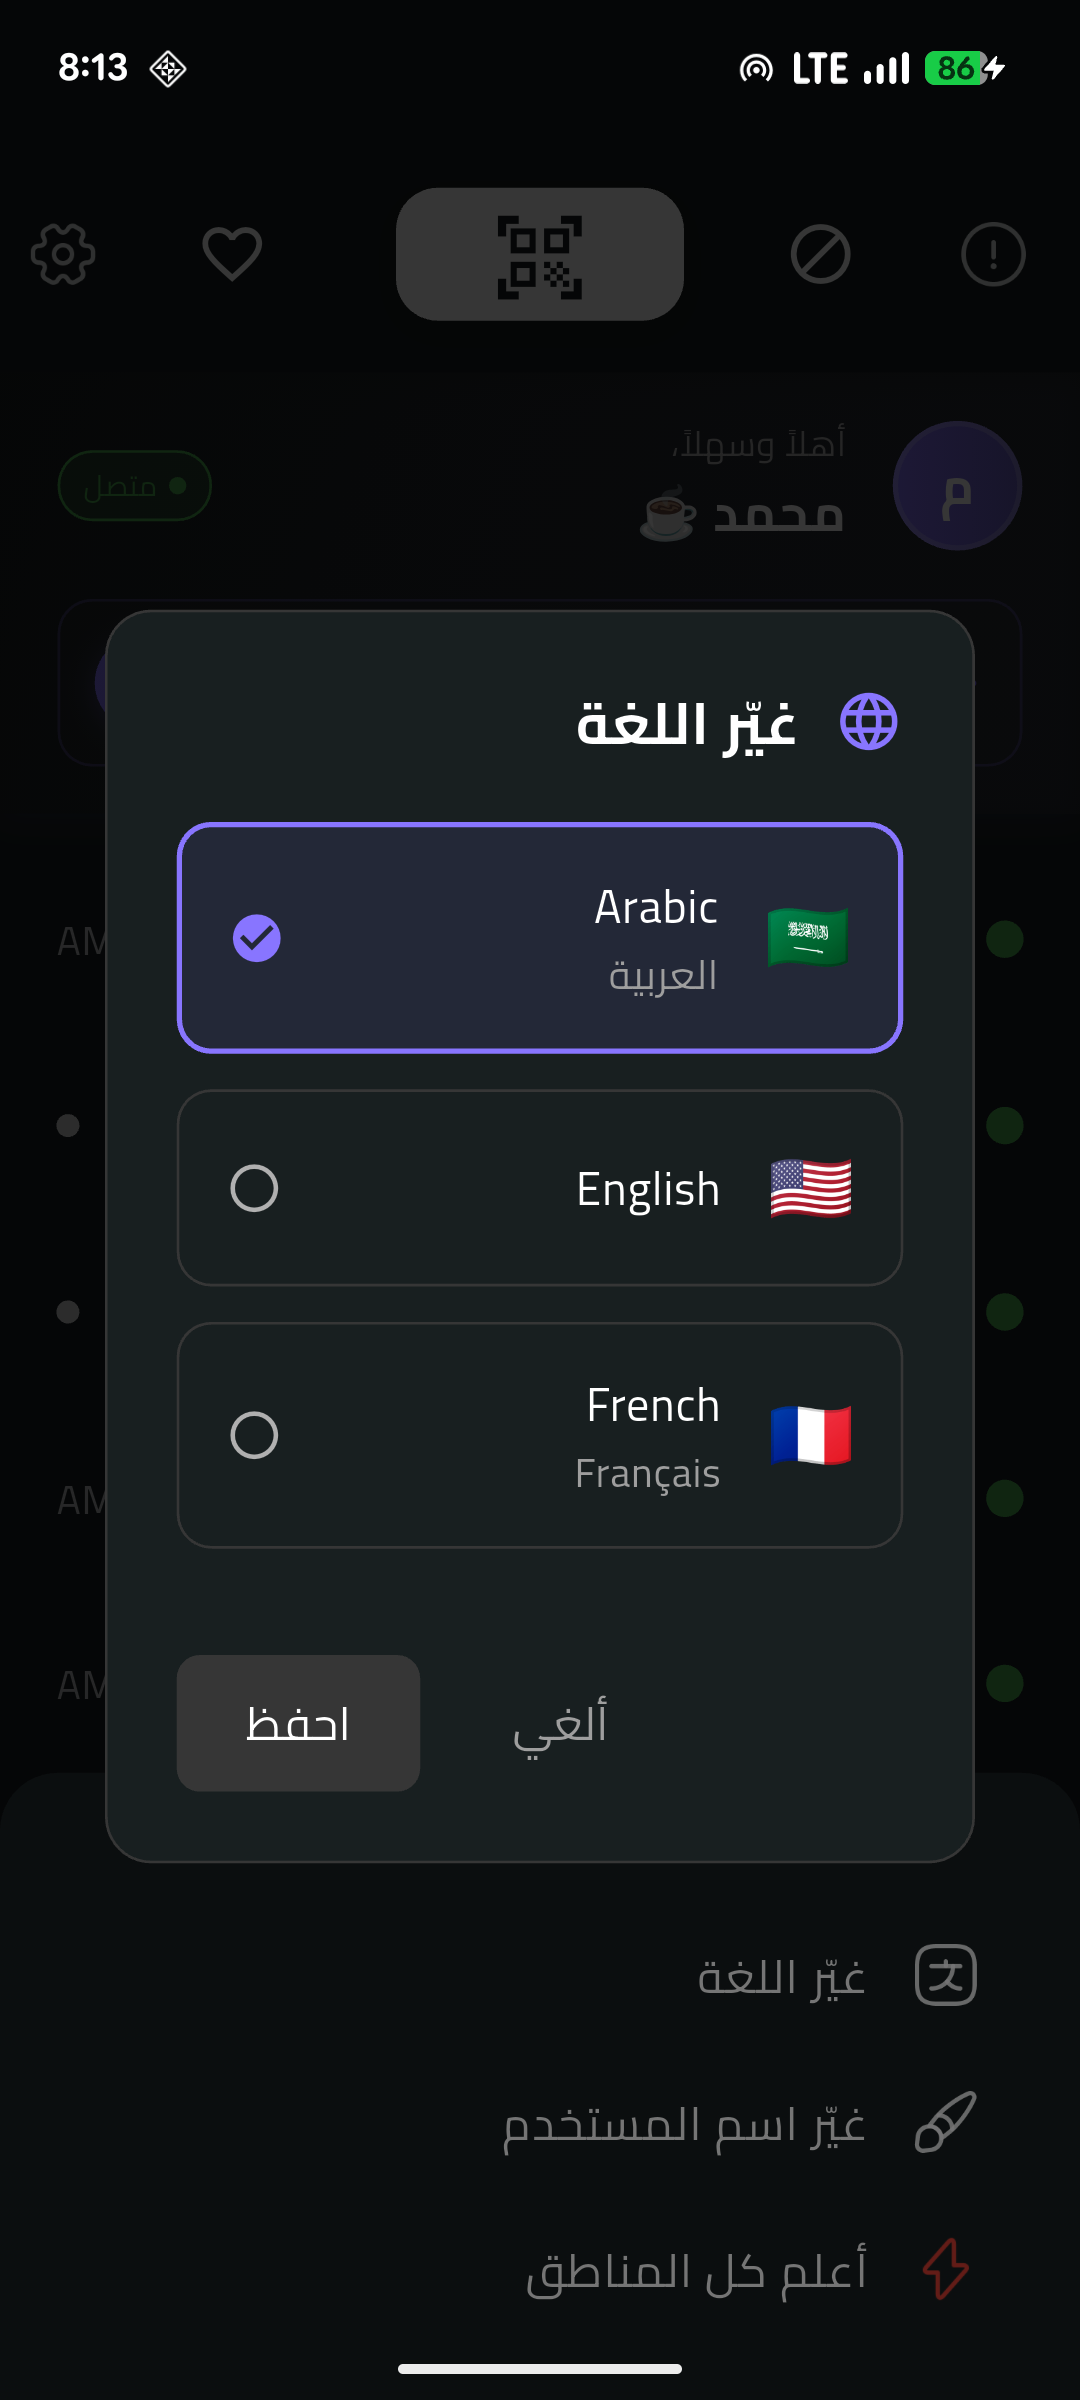 8:13
LTE
86
أهلاً وسهلاً،
م
محمد ☕
متصل
غيّر اللغة
Arabic
العربية
AM
English
French
Français
AM
AM
ألغي
احفظ
غيّر اللغة
غيّر اسم المستخدم
أعلم كل المناطق